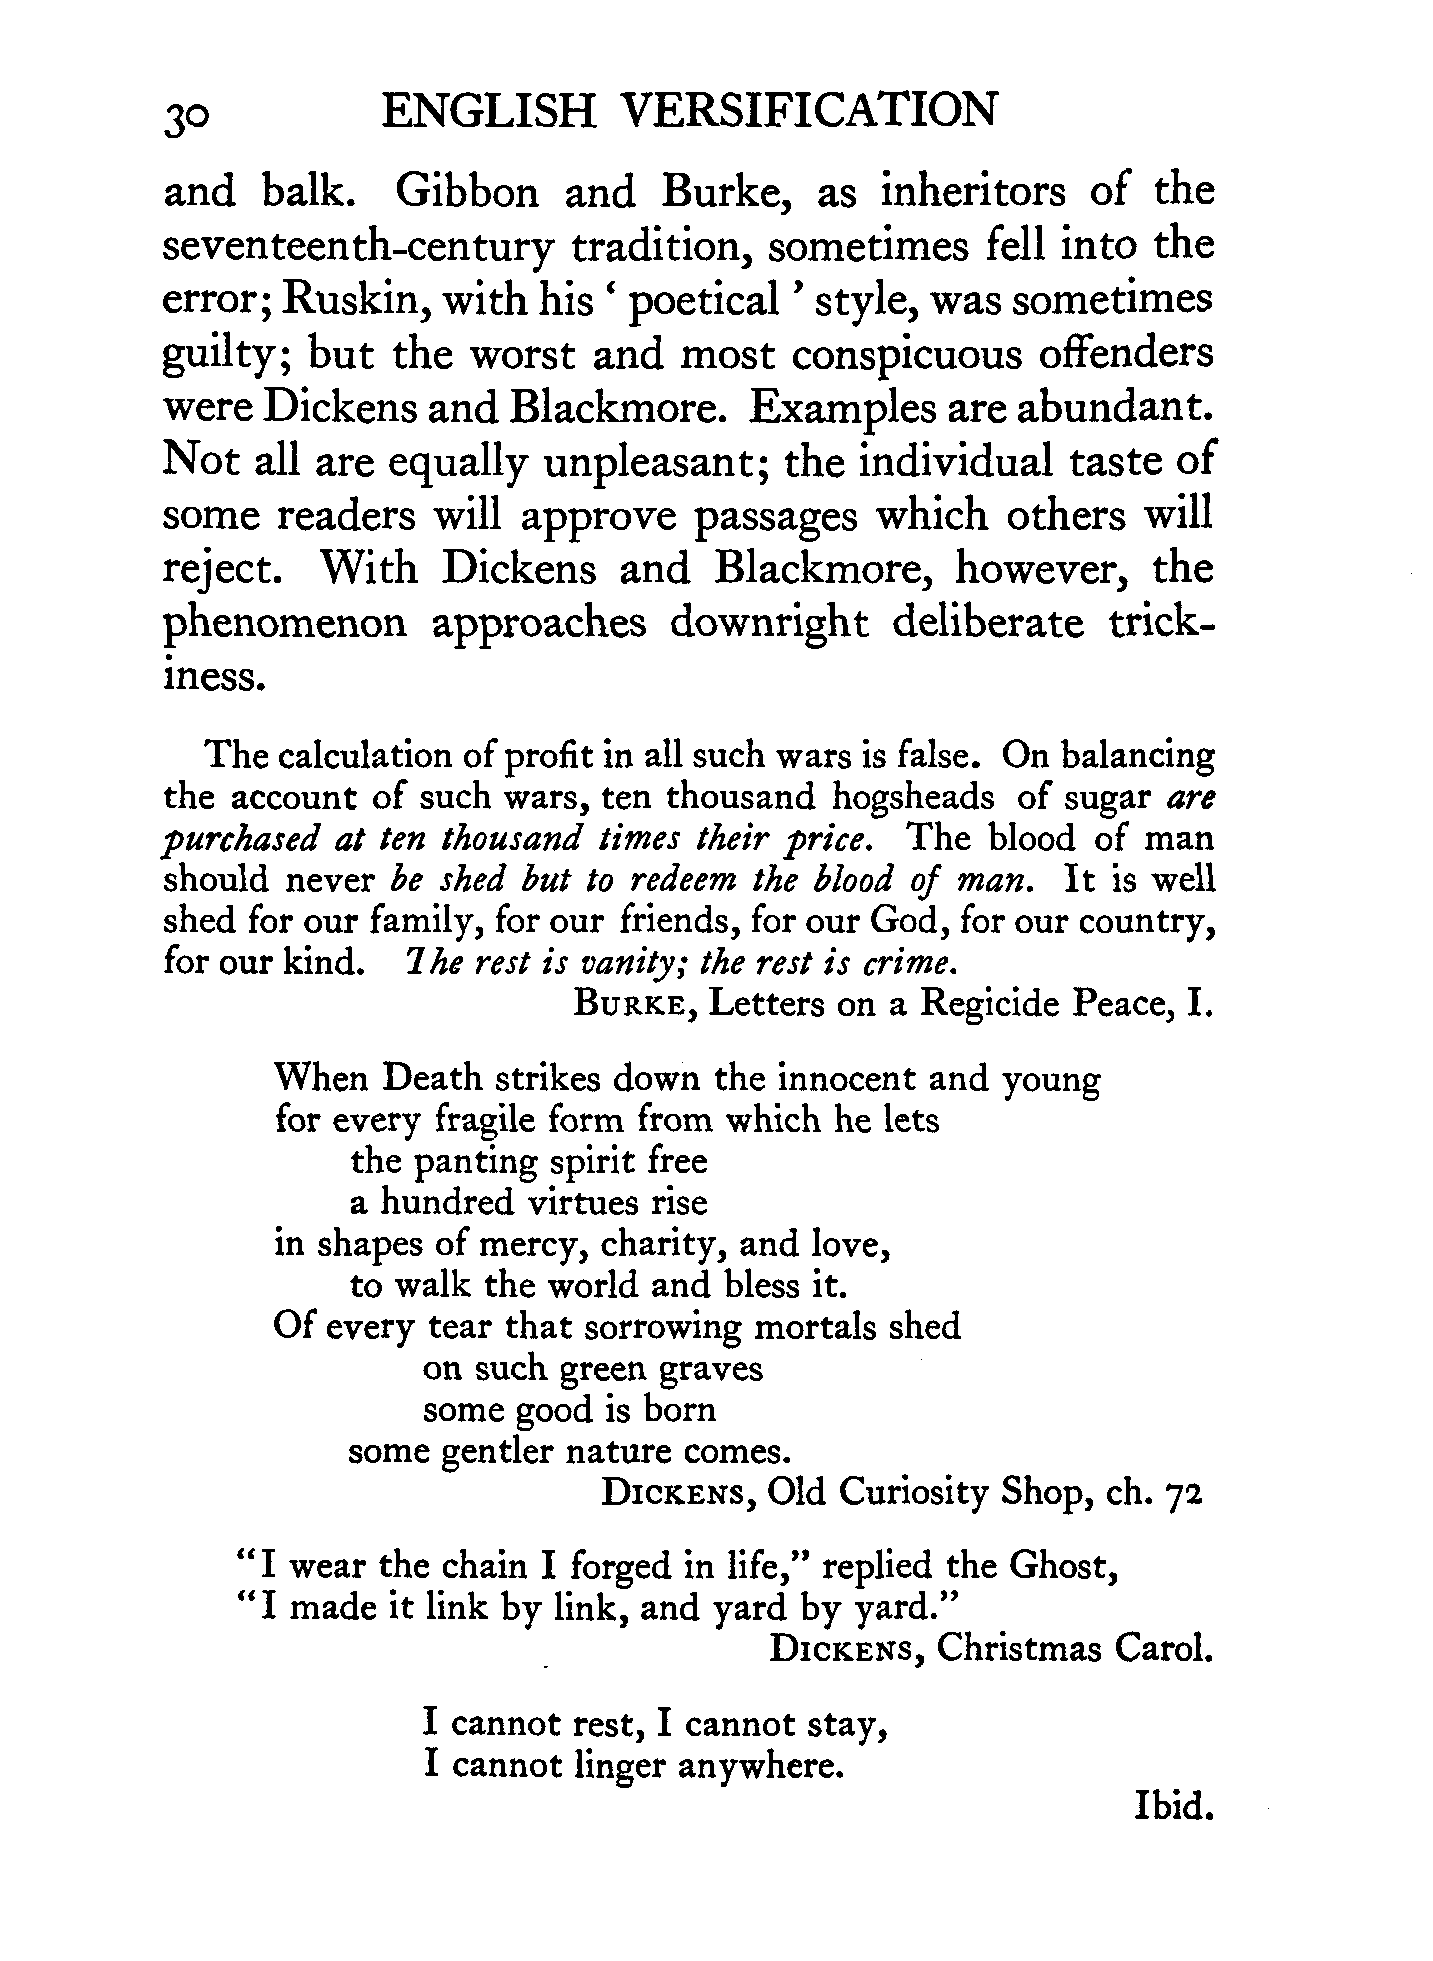 30 ENGLISH VERSIFICATION
and balk. Gibbon and Burke, as inheritors of the
seventeenth-century tradition, sometimes fell into the
error; Ruskin, with his ‘ poetical ’ style, was sometimes
guilty; but the worst and most conspicuous offenders
were Dickens and Blackmore. Examples are abundant.
Not all are equally unpleasant; the individual taste of
some readers will approve passages which others will
reject. With Dickens and Blackmore, however, the
phenomenon approaches downright deliberate trick-
iness.
The calculation of profit in all such wars is false. On balancing
the account of such wars, ten thousand hogsheads of sugar are
purchased at ten thousand times their price. The blood of man
should never be shed but to redeem the blood of man. It is well
shed for our family, for our friends, for our God, for our country,
for our kind. The rest is vanity; the rest is crime.
BURKE, Letters on a Regicide Peace, I.
When Death strikes down the innocent and young
for every fragile form from which he lets
the panting spirit free
a hundred virtues rise
in shapes of mercy, charity, and love,
to walk the world and bless it.
Of every tear that sorrowing mortals shed
on such green graves
some good is born
some gentler nature comes.
DICKENS, Old Curiosity Shop, ch. 72
“I wear the chain I forged in life,” replied the Ghost,
“I made it link by link, and yard by yard.”
DICKENS, Christmas Carol.
I cannot rest, I cannot stay,
I cannot linger anywhere.
Ibid.